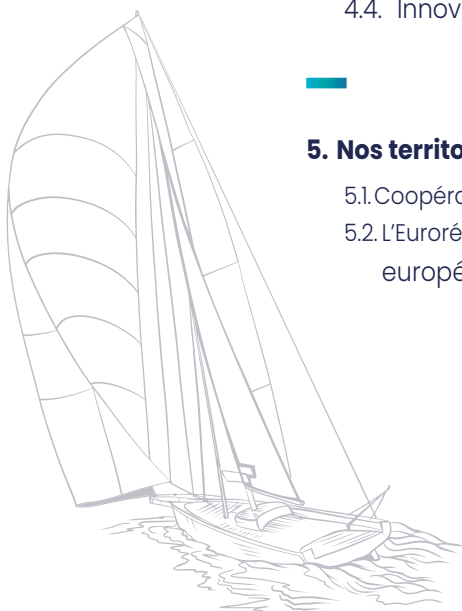 4.4. Innov
5. Nos territo
5.1. Coopéra
5.2. L'Euroré
europé